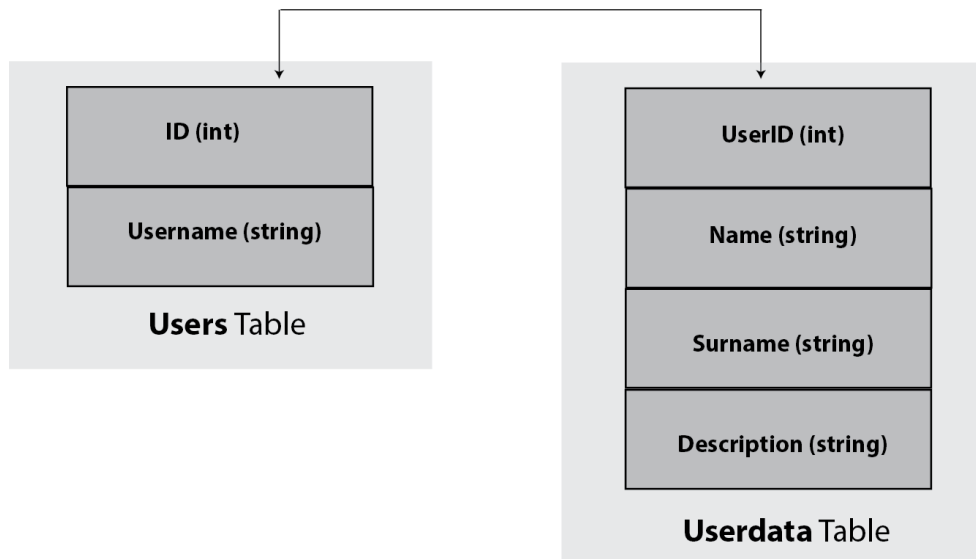 ID (int)
Username (string)
Users Table
UserID (int)
Name (string)
Surname (string)
Description (string)
Userdata Table